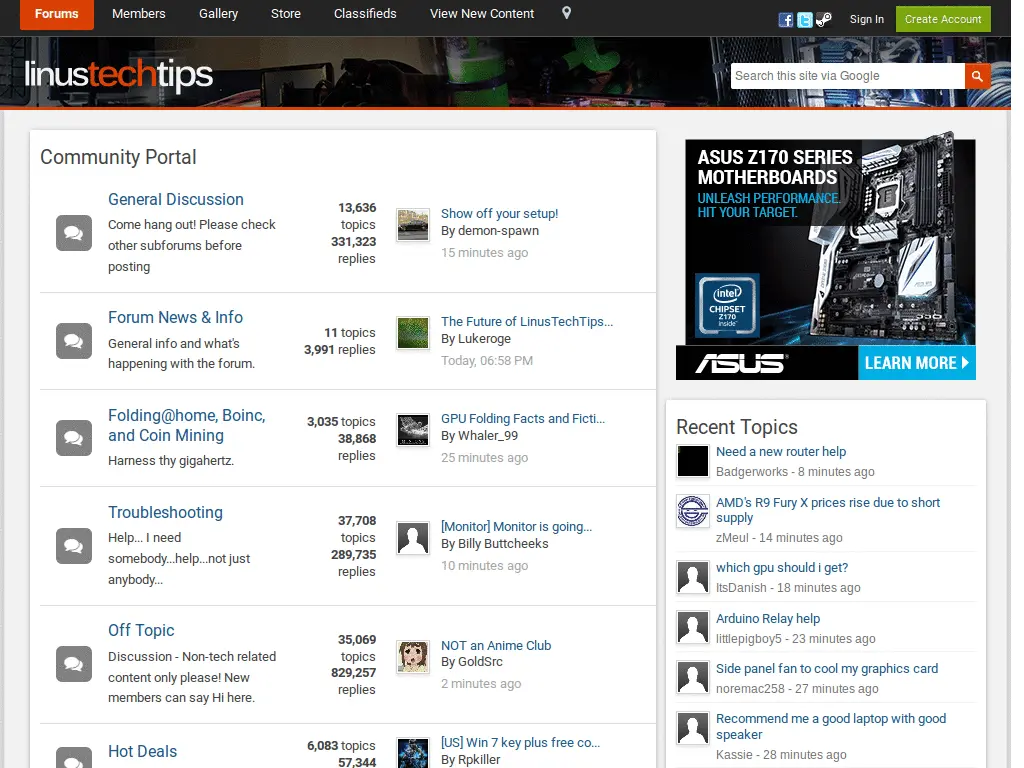 Forums Members Gallery Store Classifieds View New Content Sign In Create Account
linustechtips
Search this site via Google
Community Portal
General Discussion
Come hang out! Please check
other subforums before
posting
13,636
topics
331,323
replies
Show off your setup!
By demon-spawn
15 minutes ago
Forum News & Info
General info and what's
happening with the forum.
11 topics
3,991 replies
The Future of LinusTechTips...
By Lukeroge
Today, 06:58 PM
Folding@home, Boinc,
and Coin Mining
Harness thy gigahertz.
3,035 topics
38,868
replies
GPU Folding Facts and Ficti...
By Whaler_99
25 minutes ago
Troubleshooting
Help... I need
somebody...help...not just
anybody...
37,708
topics
289,735
replies
[Monitor] Monitor is going...
By Billy Buttcheeks
10 minutes ago
Off Topic
Discussion - Non-tech related
content only please! New
members can say Hi here.
35,069
topics
829,257
replies
NOT an Anime Club
By GoldSrc
2 minutes ago
Hot Deals
6,083 topics
57,344
[US] Win 7 key plus free co...
By Rpkiller
ASUS Z170 SERIES
MOTHERBOARDS
UNLEASH PERFORMANCE.
HIT YOUR TARGET.
intel
CHIPSET
Z170
inside
ASUS
LEARN MORE
Recent Topics
Need a new router help
Badgerworks - 8 minutes ago
AMD's R9 Fury X prices rise due to short
supply
zMeul - 14 minutes ago
which gpu should i get?
ItsDanish - 18 minutes ago
Arduino Relay help
littlepigboy5 - 23 minutes ago
Side panel fan to cool my graphics card
noremac258 - 27 minutes ago
Recommend me a good laptop with good
speaker
Kassie - 28 minutes ago